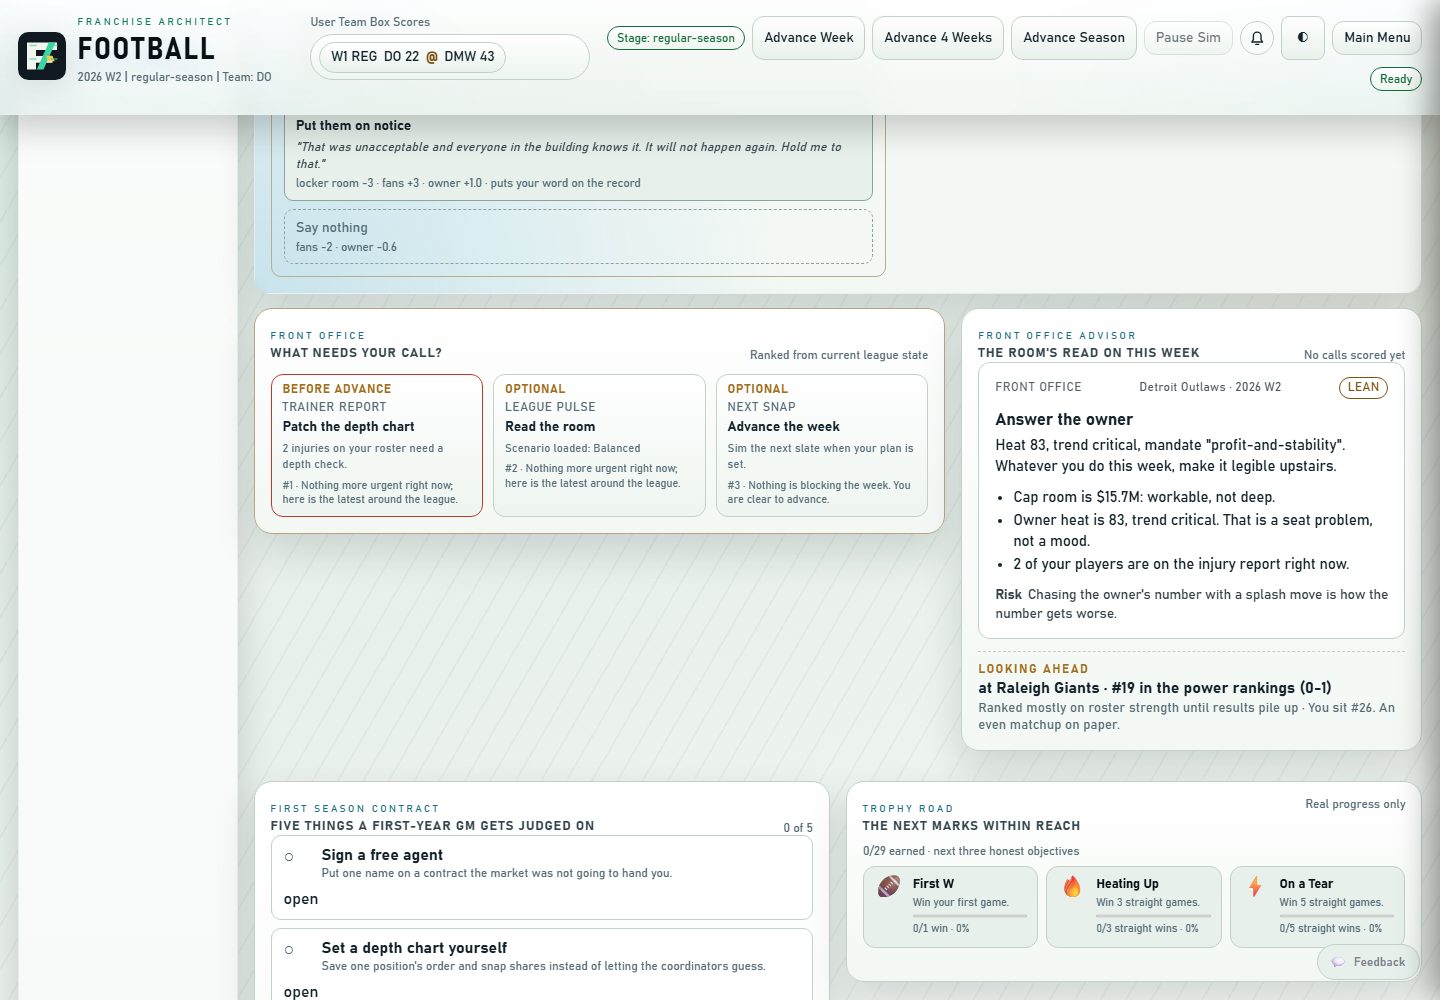 FRANCHISE ARCHITECT
FOOTBALL
2026 W2 | regular-season | Team: DO
User Team Box Scores
W1 REG DO 22 @ DMW 43
Stage: regular-season
Advance Week
Advance 4 Weeks
Advance Season
Pause Sim
Main Menu
Ready
Put them on notice
"That was unacceptable and everyone in the building knows it. It will not happen again. Hold me to
that."
locker room -3 · fans +3 · owner +1.0 · puts your word on the record
Say nothing
fans -2 · owner -0.6
FRONT OFFICE
WHAT NEEDS YOUR CALL?
Ranked from current league state
BEFORE ADVANCE
TRAINER REPORT
Patch the depth chart
2 injuries on your roster need a
depth check.
#1 · Nothing more urgent right now;
here is the latest around the league.
OPTIONAL
LEAGUE PULSE
Read the room
Scenario loaded: Balanced
#2 · Nothing more urgent right now;
here is the latest around the league.
OPTIONAL
NEXT SNAP
Advance the week
Sim the next slate when your plan is
set.
#3 · Nothing is blocking the week. You
are clear to advance.
FRONT OFFICE ADVISOR
THE ROOM'S READ ON THIS WEEK
No calls scored yet
FRONT OFFICE
Detroit Outlaws · 2026 W2
LEAN
Answer the owner
Heat 83, trend critical, mandate "profit-and-stability".
Whatever you do this week, make it legible upstairs.
• Cap room is $15.7M: workable, not deep.
• Owner heat is 83, trend critical. That is a seat problem,
not a mood.
• 2 of your players are on the injury report right now.
Risk Chasing the owner's number with a splash move is how the
number gets worse.
LOOKING AHEAD
at Raleigh Giants · #19 in the power rankings (0-1)
Ranked mostly on roster strength until results pile up · You sit #26. An
even matchup on paper.
FIRST SEASON CONTRACT
FIVE THINGS A FIRST-YEAR GM GETS JUDGED ON
0 of 5
Sign a free agent
Put one name on a contract the market was not going to hand you.
open
Set a depth chart yourself
Save one position's order and snap shares instead of letting the coordinators guess.
open
TROPHY ROAD
THE NEXT MARKS WITHIN REACH
Real progress only
0/29 earned · next three honest objectives
First W
Win your first game.
0/1 win · 0%
Heating Up
Win 3 straight games.
0/3 straight wins · 0%
On a Tear
Win 5 straight games.
0/5 straight wins · 0%
Feedback